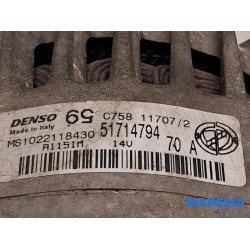 DENSO 59 C758 11707/2
Made in Italy
MS1022118430 51714794 70 A
A115IM 14V